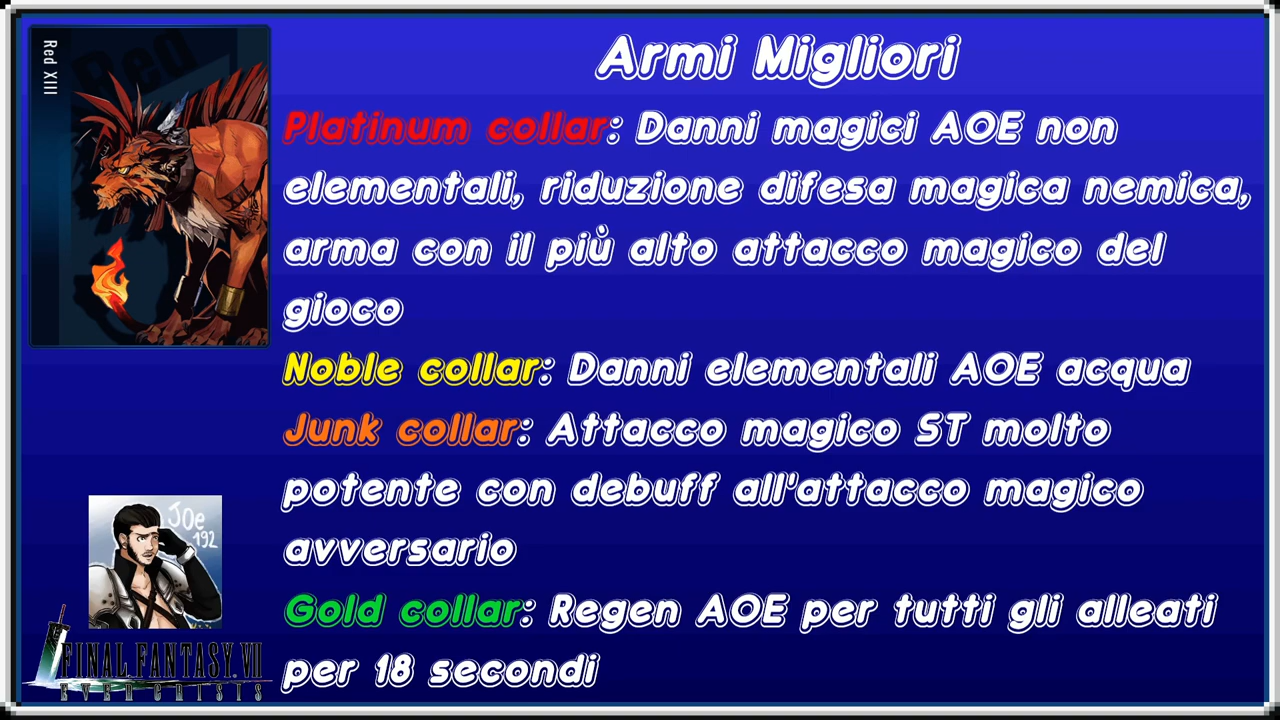 Red XIII
Red
Armi Migliori
Platinum collar: Danni magici AOE non
elementali, riduzione difesa magica nemica,
arma con il più alto attacco magico del
gioco
Noble collar: Danni elementali AOE acqua
Junk collar: Attacco magico ST molto
potente con debuff all'attacco magico
avversario
Gold collar: Regen AOE per tutti gli alleati
per 18 secondi
JOe
192
FINAL FANTASY VII
EVER CRISIS